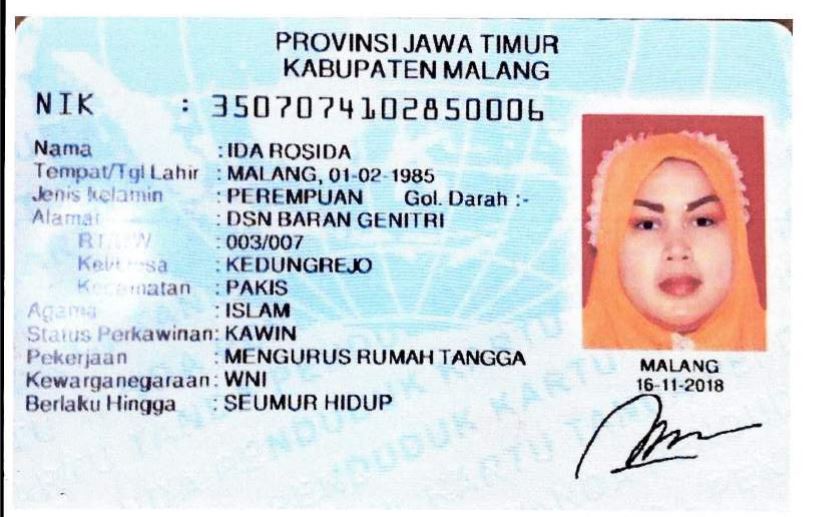 PROVINSI JAWA TIMUR
KABUPATEN MALANG
NIK : 3507074102850006
Nama : IDA ROSIDA
Tempat/Tgl Lahir : MALANG, 01-02-1985
Jenis Kelamin : PEREMPUAN Gol. Darah :-
Alamat : DSN BARAN GENITRI
RT/RW : 003/007
Kel/Desa : KEDUNGREJO
Kecamatan : PAKIS
Agama : ISLAM
Status Perkawinan: KAWIN
Pekerjaan : MENGURUS RUMAH TANGGA
Kewarganegaraan: WNI
Berlaku Hingga : SEUMUR HIDUP
MALANG
16-11-2018